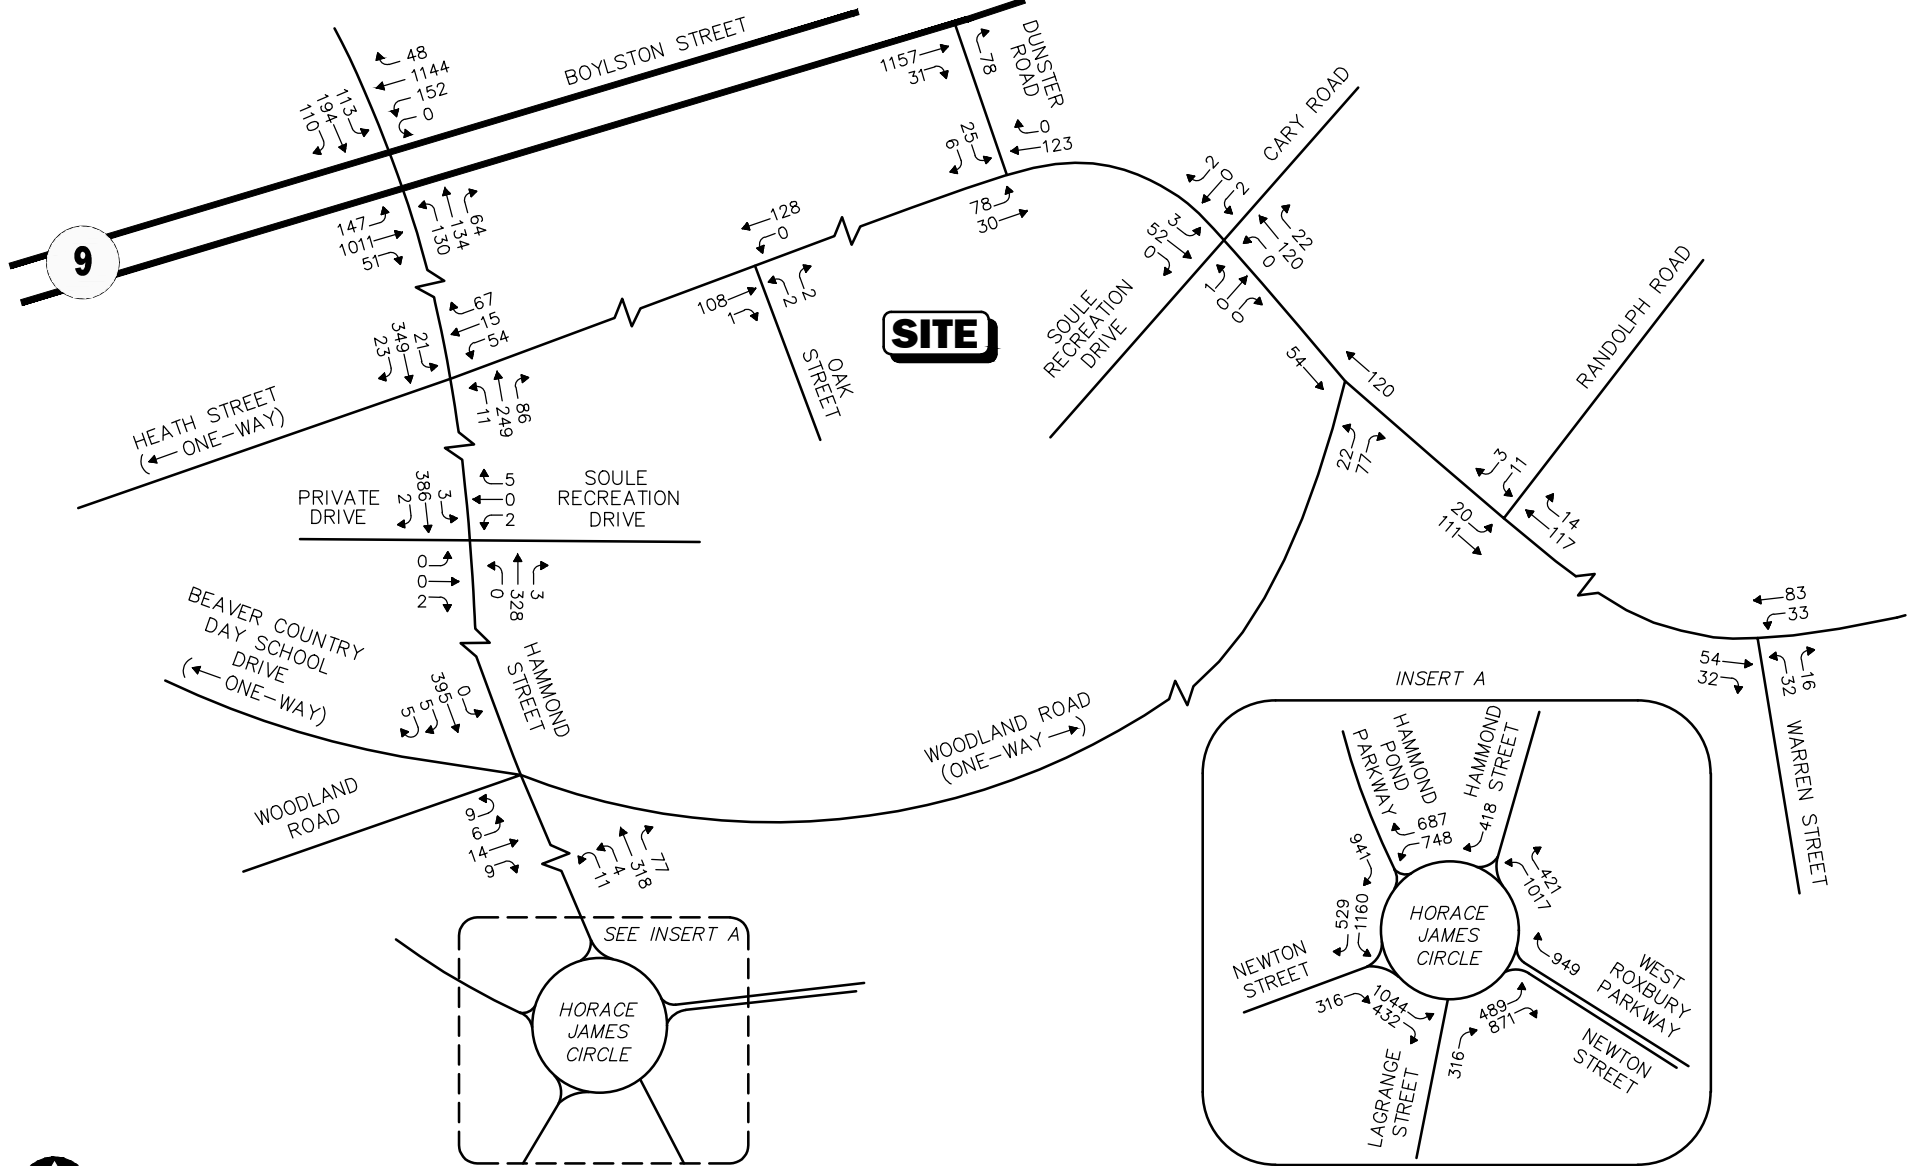 48
1144
152
0
113
194
110
BOYLSTON STREET
1157
31
78
DUNSTER
ROAD
25
6
0
123
78
30
CARY ROAD
9
147
1011
51
130
134
64
128
0
108
1
2
2
OAK
STREET
SITE
2
0
2
3
52
0
22
120
0
1
0
0
SOULE
RECREATION
DRIVE
54
120
22
77
RANDOLPH ROAD
3
11
20
111
14
117
67
15
54
21
349
23
11
249
86
HEATH STREET
(← ONE-WAY)
PRIVATE
DRIVE
2
386
3
5
0
2
SOULE
RECREATION
DRIVE
0
0
2
0
328
3
BEAVER COUNTRY
DAY SCHOOL
DRIVE
(← ONE-WAY)
5
5
395
0
HAMMOND
STREET
WOODLAND
ROAD
9
6
14
9
11
4
318
77
WOODLAND ROAD
(ONE-WAY →)
83
33
54
32
32
16
WARREN STREET
SEE INSERT A
HORACE
JAMES
CIRCLE
INSERT A
HAMMOND
POND
PARKWAY
HAMMOND
STREET
687
748
418
941
421
1017
529
1160
HORACE
JAMES
CIRCLE
949
NEWTON
STREET
316
1044
432
489
871
316
WEST
ROXBURY
PARKWAY
NEWTON
STREET
LAGRANGE
STREET